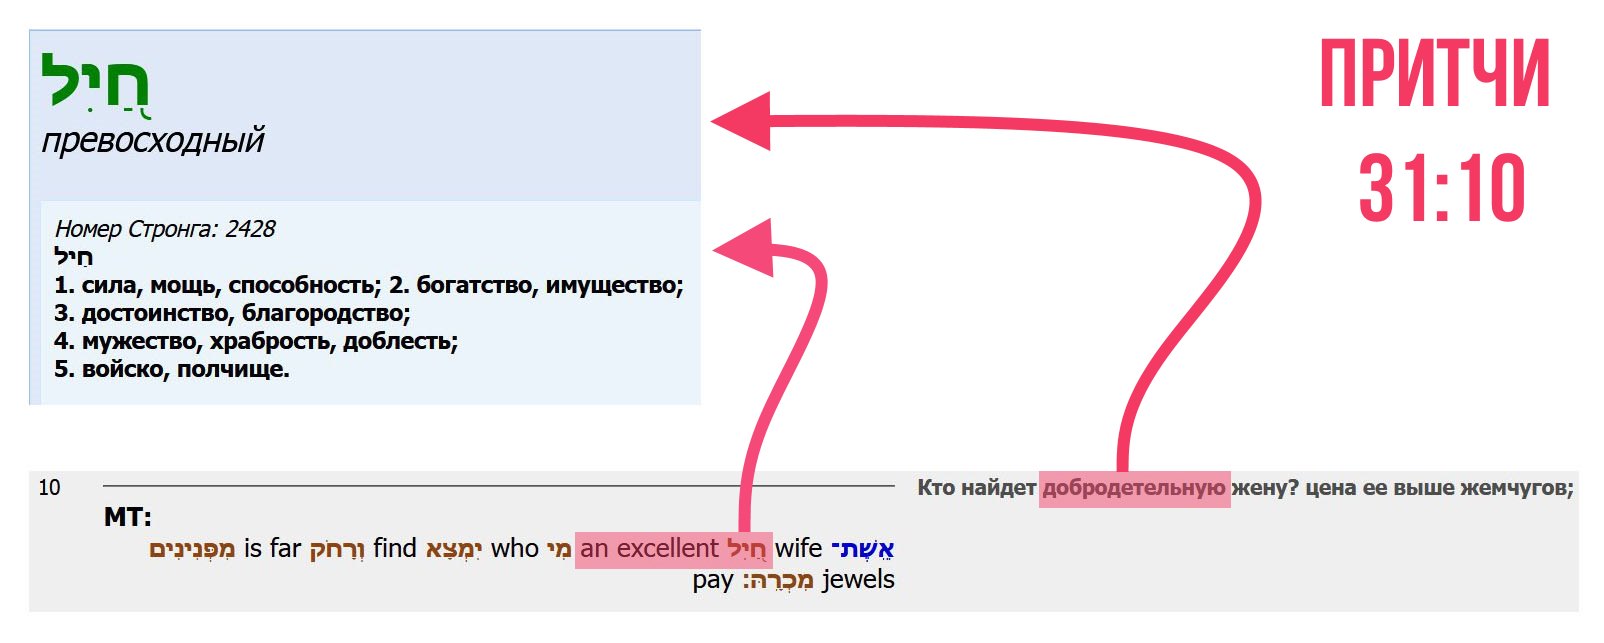 חַ֭יִל
превосходный
Номер Стронга: 2428
חַיִל
1. сила, мощь, способность; 2. богатство, имущество;
3. достоинство, благородство;
4. мужество, храбрость, доблесть;
5. войско, полчище.
ПРИТЧИ
31:10
10
MT:
אֵֽשֶׁת־ wife חַ֭יִל an excellent מִ֣י who יִמְצָ֑א find וְרָחֹ֖ק is far מִפְּנִינִ֣ים
jewels מִכְרָֽהּ׃ pay
Кто найдет добродетельную жену? цена ее выше жемчугов;